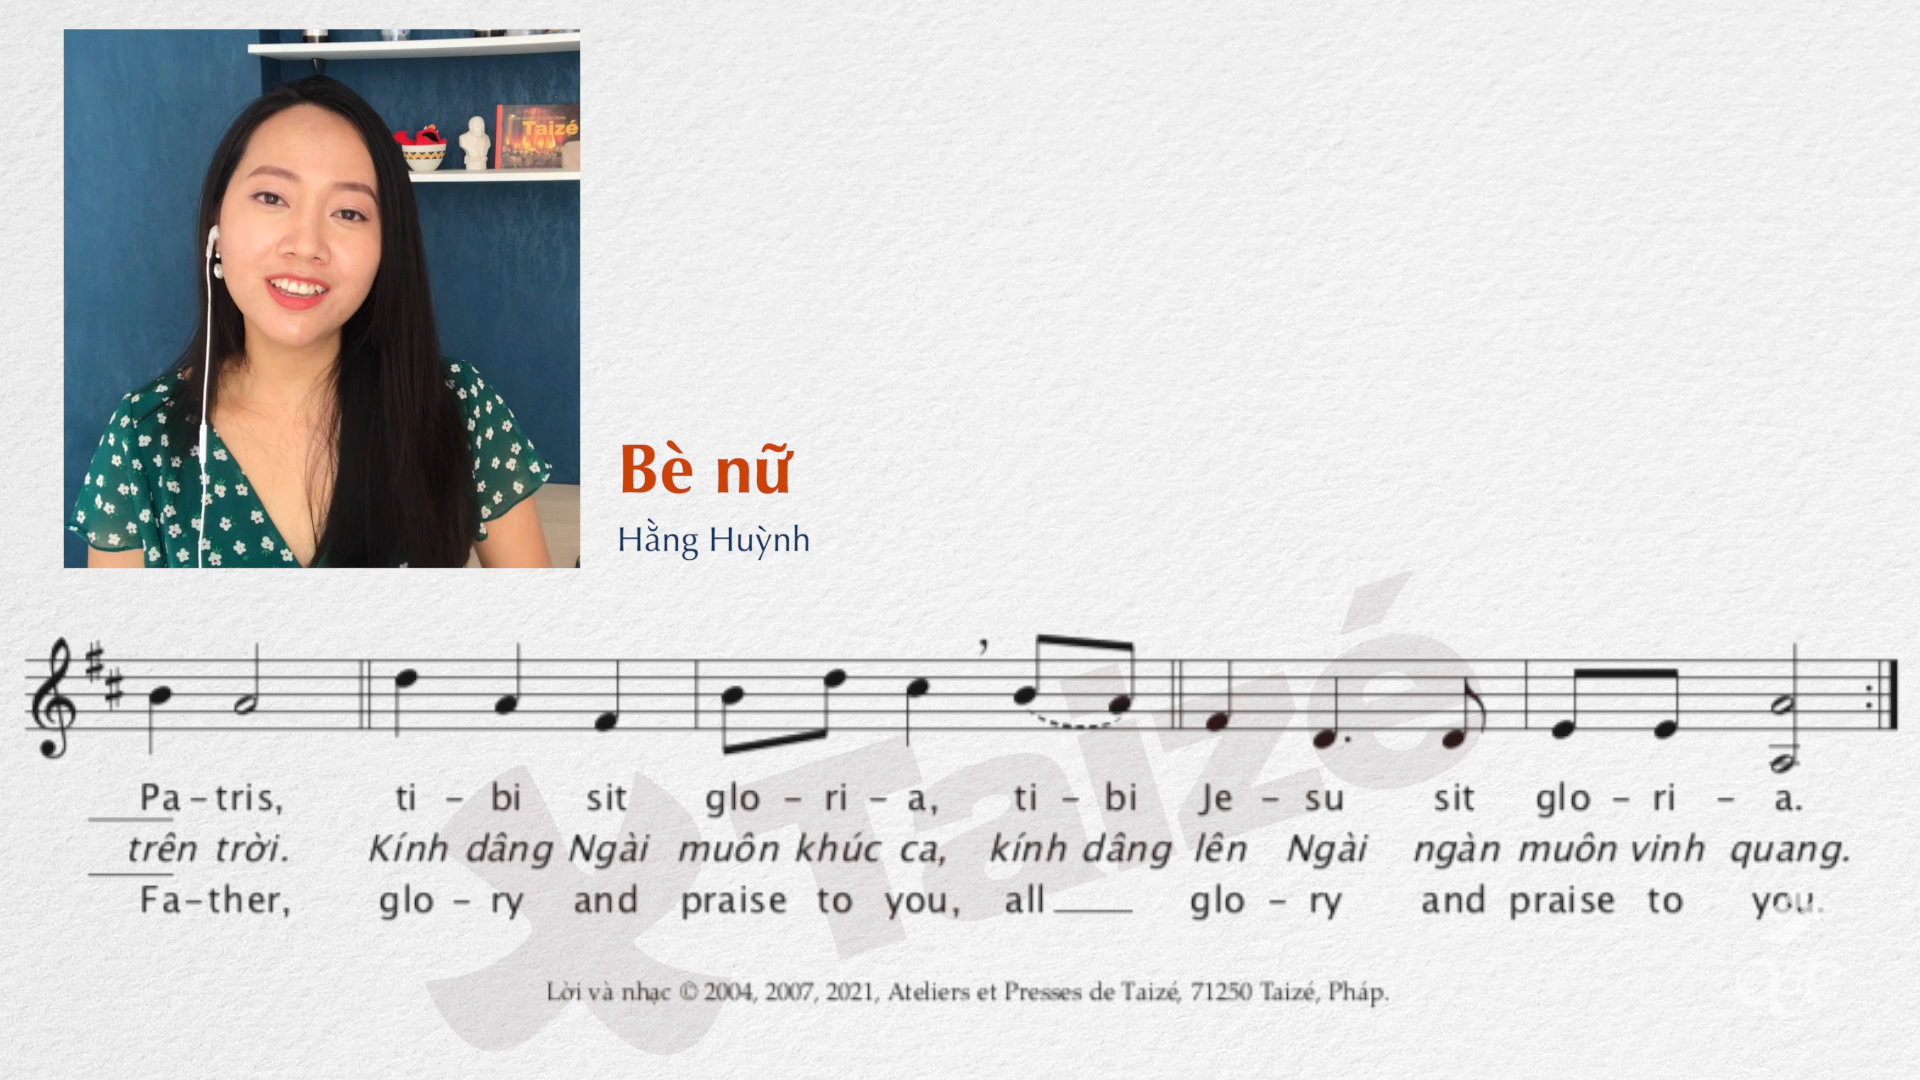 Taizé
Bè nữ
Hằng Huỳnh
Taizé
Pa – tris, ti – bi sit glo – ri – a, ti – bi Je – su sit glo – ri – a.
trên trời. Kính dâng Ngài muôn khúc ca, kính dâng lên Ngài ngàn muôn vinh quang.
Fa – ther, glo – ry and praise to you, all glo – ry and praise to you.
Lời và nhạc © 2004, 2007, 2021, Ateliers et Presses de Taizé, 71250 Taizé, Pháp.